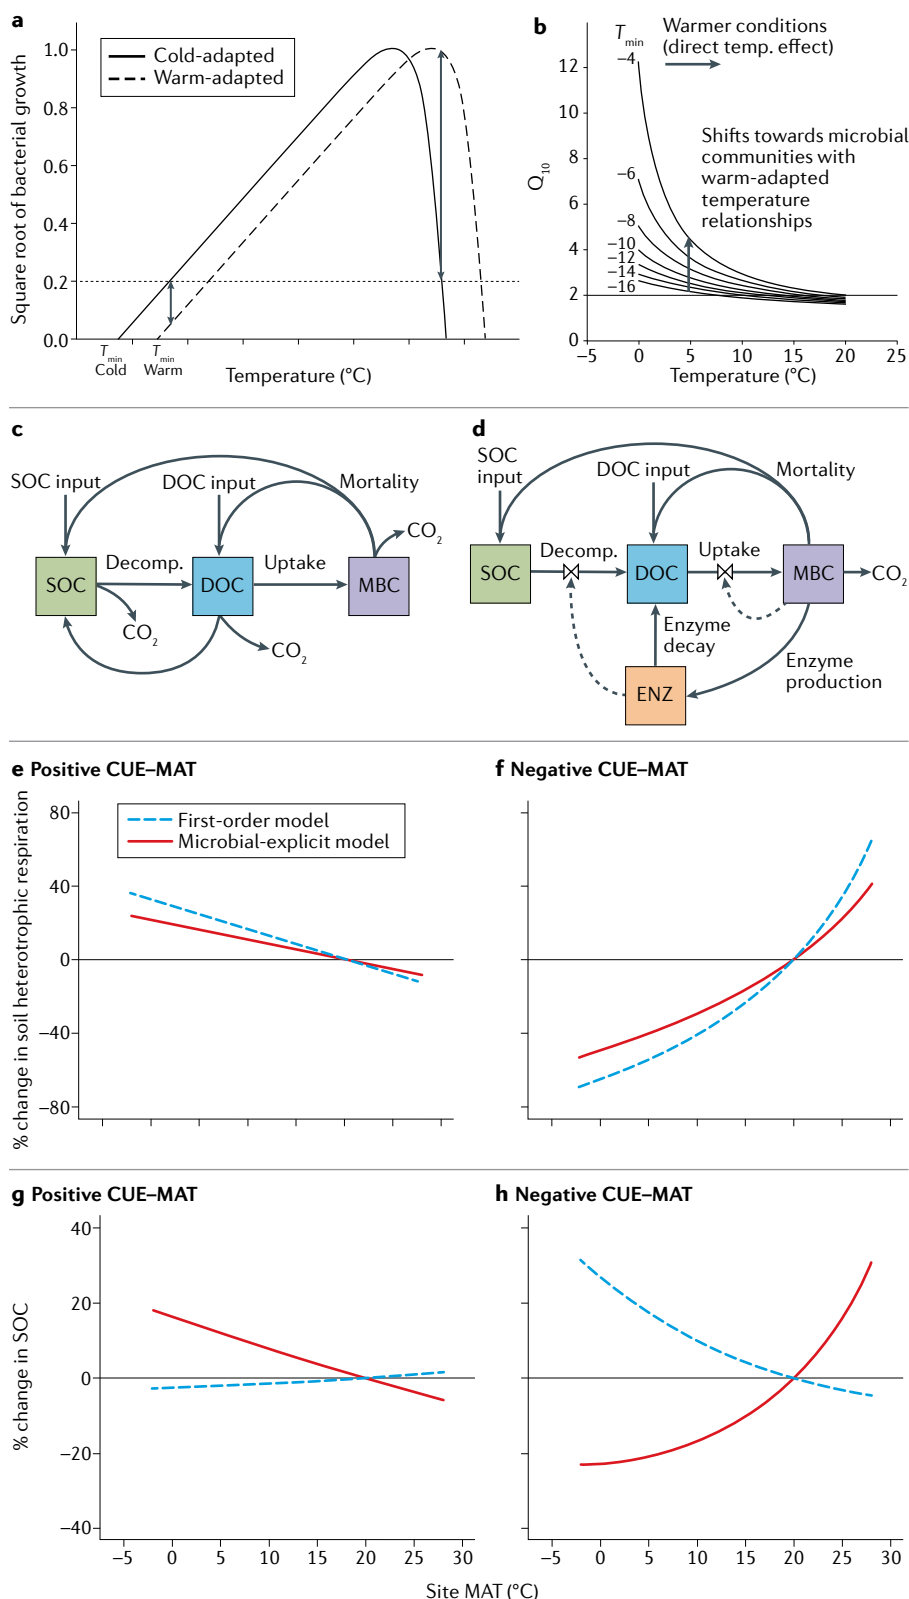 a
Square root of bacterial growth
1.0
0.8
0.6
0.4
0.2
0.0
Cold-adapted
Warm-adapted
Tmin
Cold
Tmin
Warm
Temperature (°C)
b
Q10
12
10
8
6
4
2
0
Tmin
–4
–6
–8
–10
–12
–14
–16
Warmer conditions
(direct temp. effect)
Shifts towards microbial
communities with
warm-adapted
temperature
relationships
–5
0
5
10
15
20
25
Temperature (°C)
c
SOC input
DOC input
Mortality
CO2
SOC
Decomp.
DOC
Uptake
MBC
CO2
CO2
d
SOC
input
DOC input
Mortality
SOC
Decomp.
DOC
Uptake
MBC
CO2
Enzyme
decay
Enzyme
production
ENZ
e Positive CUE–MAT
% change in soil heterotrophic respiration
80
40
0
–40
–80
First-order model
Microbial-explicit model
f Negative CUE–MAT
g Positive CUE–MAT
% change in SOC
40
20
0
–20
–40
–5
0
5
10
15
20
30
h Negative CUE–MAT
–5
0
5
10
15
20
30
Site MAT (°C)